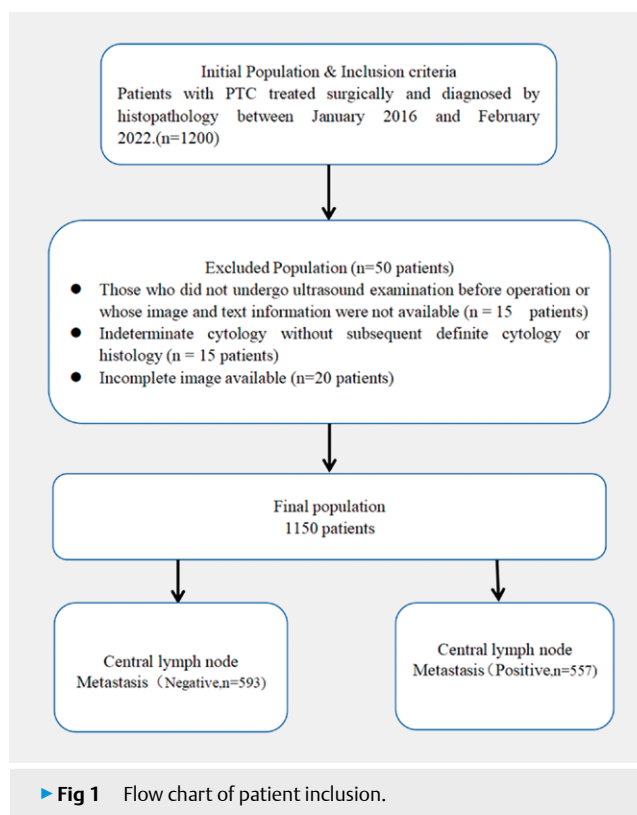 Initial Population & Inclusion criteria
Patients with PTC treated surgically and diagnosed by
histopathology between January 2016 and February
2022.(n=1200)
Excluded Population (n=50 patients)
● Those who did not undergo ultrasound examination before operation or
whose image and text information were not available (n = 15 patients)
● Indeterminate cytology without subsequent definite cytology or
histology (n = 15 patients)
● Incomplete image available (n=20 patients)
Final population
1150 patients
Central lymph node
Metastasis（Negative,n=593)
Central lymph node
Metastasis（Positive,n=557)
▶ Fig 1 Flow chart of patient inclusion.